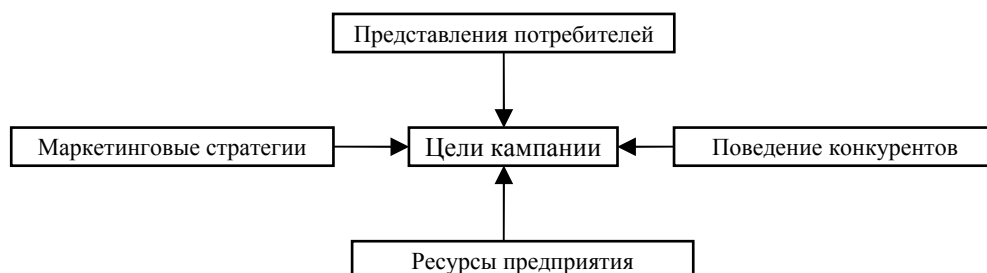 Представления потребителей
Маркетинговые стратегии
Цели кампании
Поведение конкурентов
Ресурсы предприятия